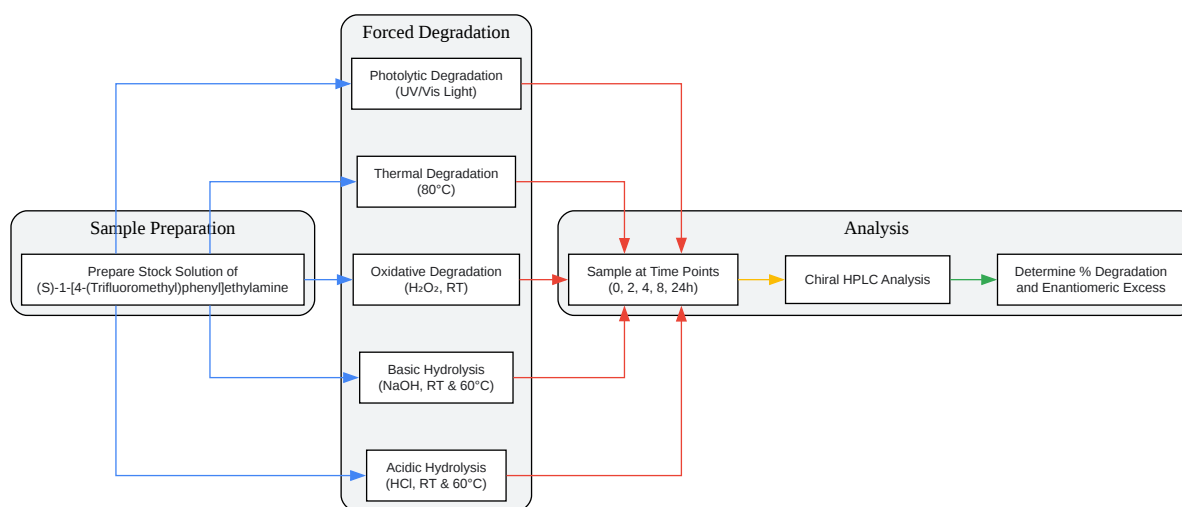 Sample Preparation
Prepare Stock Solution of
(S)-1-[4-(Trifluoromethyl)phenyl]ethylamine
Forced Degradation
Photolytic Degradation
(UV/Vis Light)
Thermal Degradation
(80°C)
Oxidative Degradation
(H₂O₂, RT)
Basic Hydrolysis
(NaOH, RT & 60°C)
Acidic Hydrolysis
(HCl, RT & 60°C)
Analysis
Sample at Time Points
(0, 2, 4, 8, 24h)
Chiral HPLC Analysis
Determine % Degradation
and Enantiomeric Excess